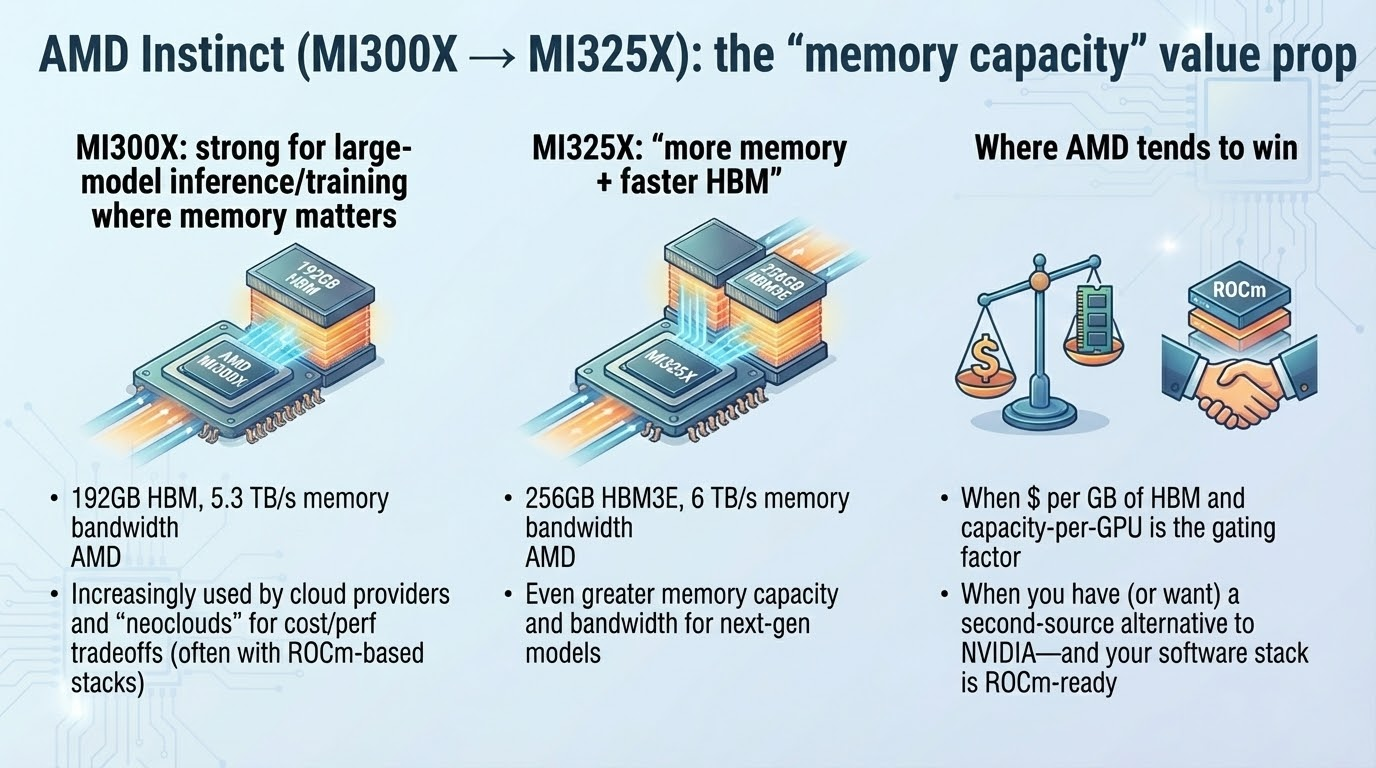 AMD Instinct (MI300X → MI325X): the “memory capacity” value prop
MI300X: strong for large-
model inference/training
where memory matters
192GB
HBM
AMD
MI300X
• 192GB HBM, 5.3 TB/s memory
bandwidth
AMD
• Increasingly used by cloud providers
and “neoclouds” for cost/perf
tradeoffs (often with ROCm-based
stacks)
MI325X: “more memory
+ faster HBM”
256GB
HBM3E
MI325X
• 256GB HBM3E, 6 TB/s memory
bandwidth
AMD
• Even greater memory capacity
and bandwidth for next-gen
models
Where AMD tends to win
$
ROCm
• When $ per GB of HBM and
capacity-per-GPU is the gating
factor
• When you have (or want) a
second-source alternative to
NVIDIA—and your software stack
is ROCm-ready